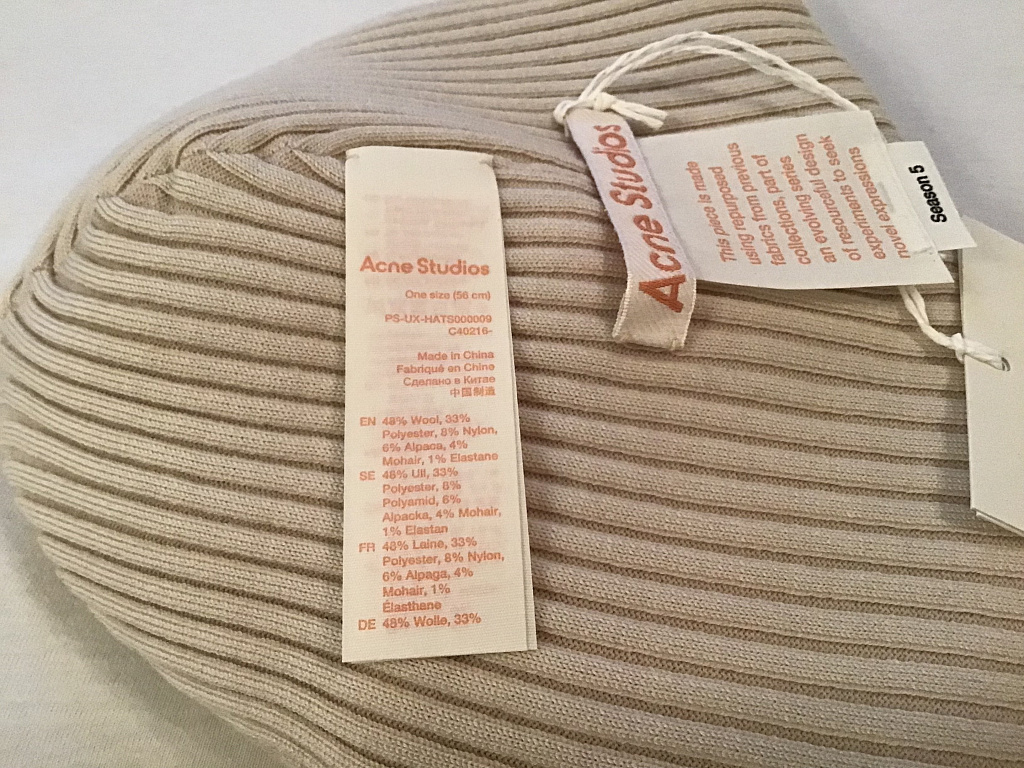 Acne Studios
One size (56 cm)
PS-UX-HATS000009
C40216-
Made in China
Fabriqué en Chine
Сделано в Китае
中国制造
EN 48% Wool, 33%
Polyester, 8% Nylon,
6% Alpaca, 4%
Mohair, 1% Elastane
SE 48% Ull, 33%
Polyester, 8%
Polyamid, 6%
Alpacka, 4% Mohair,
1% Elastan
FR 48% Laine, 33%
Polyester, 8% Nylon,
6% Alpaga, 4%
Mohair, 1%
Élasthane
DE 48% Wolle, 33%
Acne Studios
This piece is made
using repurposed
fabrics from previous
collections, part of
an evolving series
of resourceful design
experiments to seek
novel expressions
Season 5